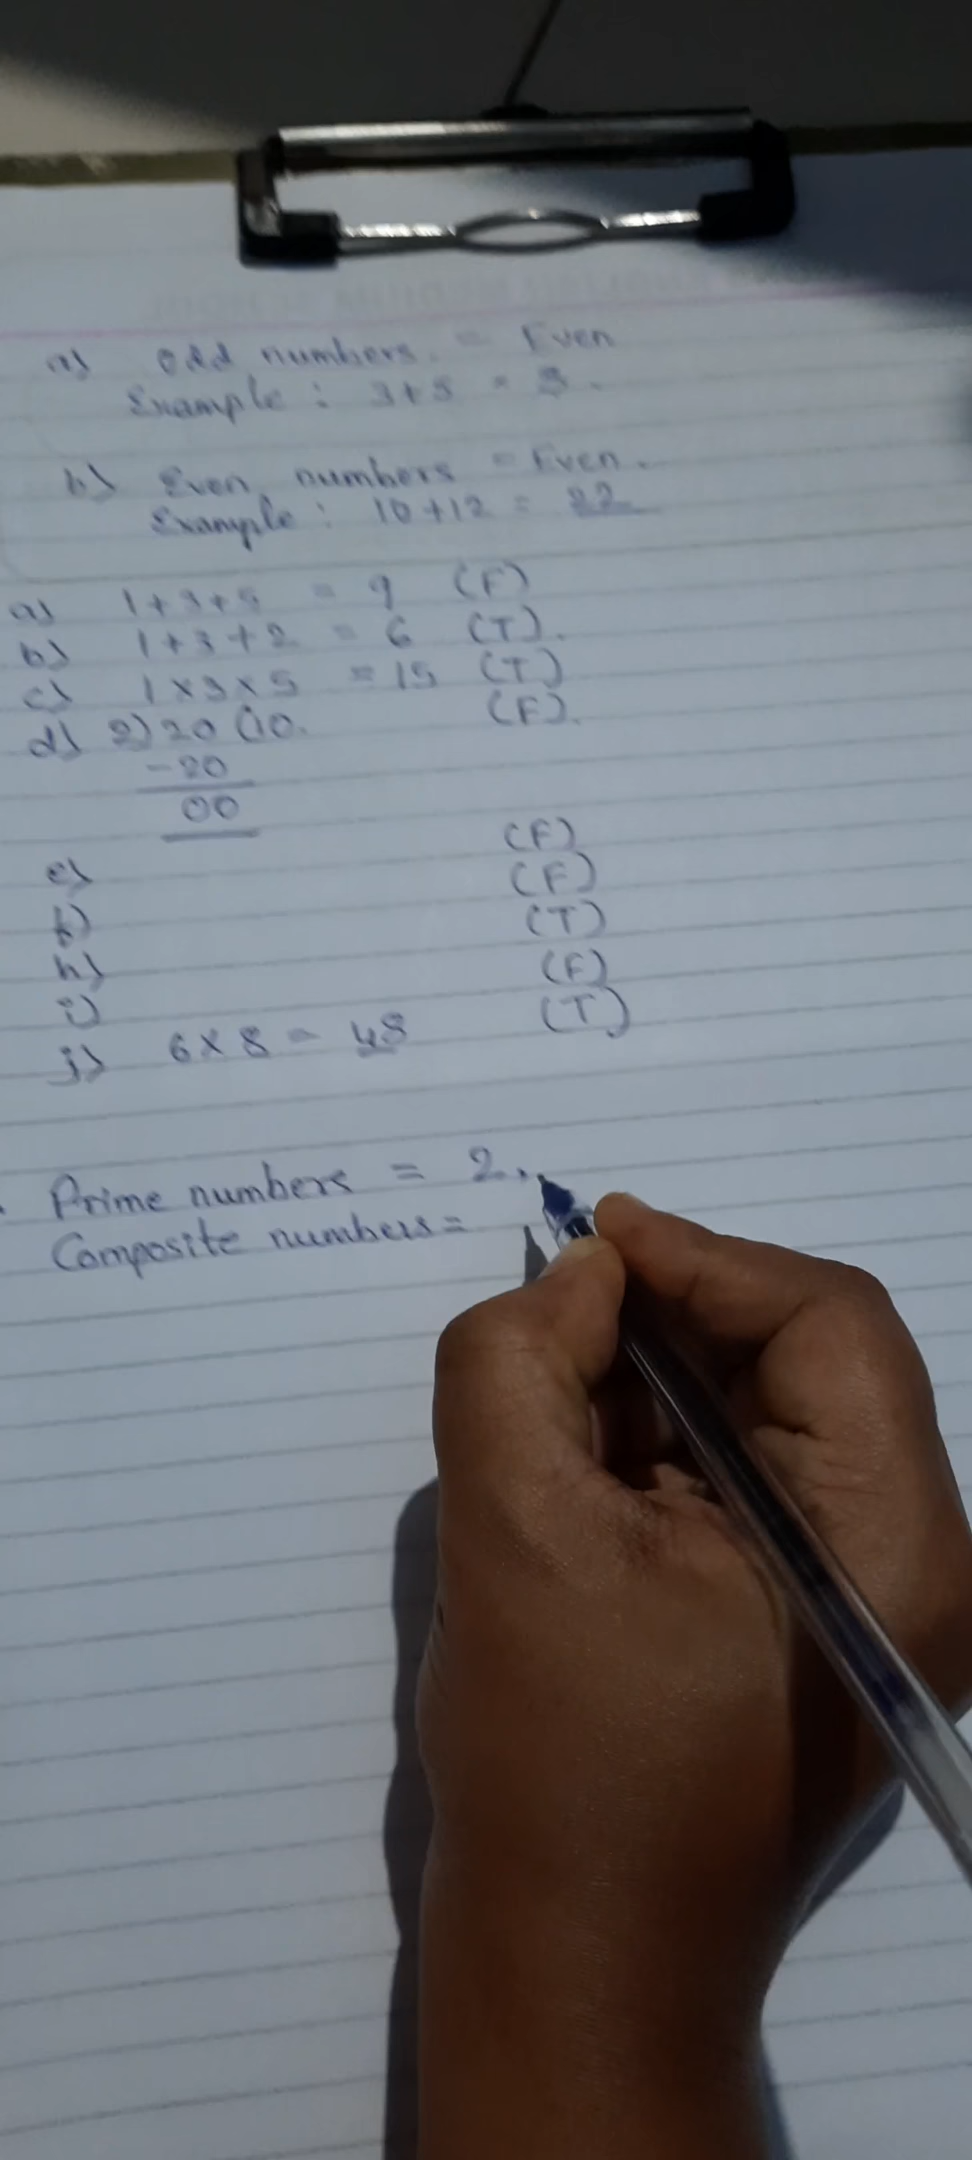 a) Odd numbers = Even
Example : 3+5 = 8.
b) Even numbers = Even.
Example : 10+12 = 22
a) 1+3+5 = 9 (F)
b) 1+3+2 = 6 (T).
c) 1×3×5 = 15 (T)
d) 2)20(10. (F).
-20
00
e) (F)
f) (F)
h) (T)
i) (F)
j) 6×8 = 48 (T)
Prime numbers = 2,
Composite numbers =